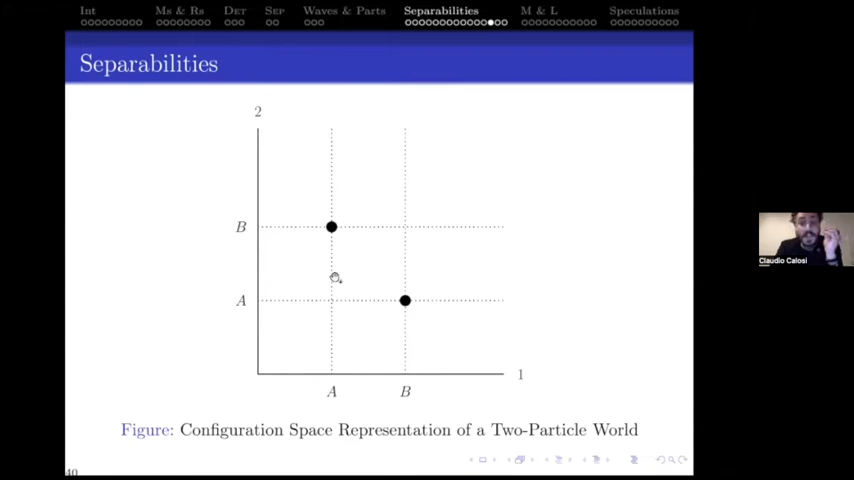 Int Ms & Rs Det Sep Waves & Parts Separabilities M & L Speculations
Separabilities
2
B
A
1
A B
Claudio Calosi
Figure: Configuration Space Representation of a Two-Particle World
40